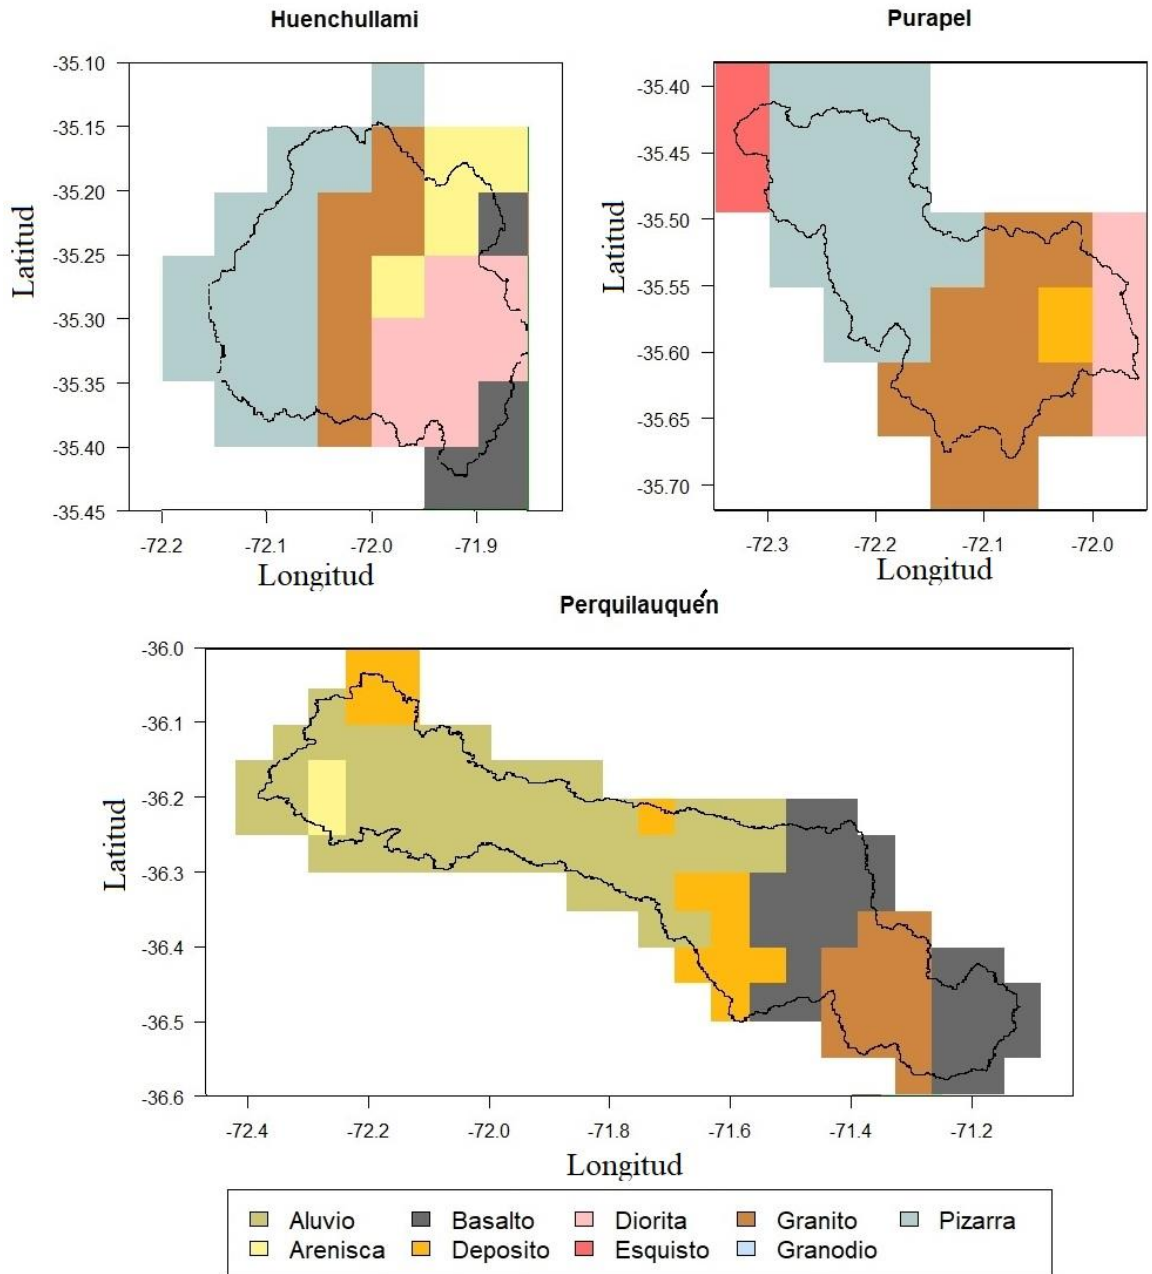 Huenchullami
Purapel
-35.10
-35.15
-35.20
-35.25
-35.30
-35.35
-35.40
-35.45
Latitud
-72.2 -72.1 -72.0 -71.9
Longitud
-35.40
-35.45
-35.50
-35.55
-35.60
-35.65
-35.70
Latitud
-72.3 -72.2 -72.1 -72.0
Longitud
Perquilauquén
-36.0
-36.1
-36.2
-36.3
-36.4
-36.5
-36.6
Latitud
-72.4 -72.2 -72.0 -71.8 -71.6 -71.4 -71.2
Longitud
Aluvio Basalto Diorita Granito Pizarra
Arenisca Deposito Esquisto Granodio